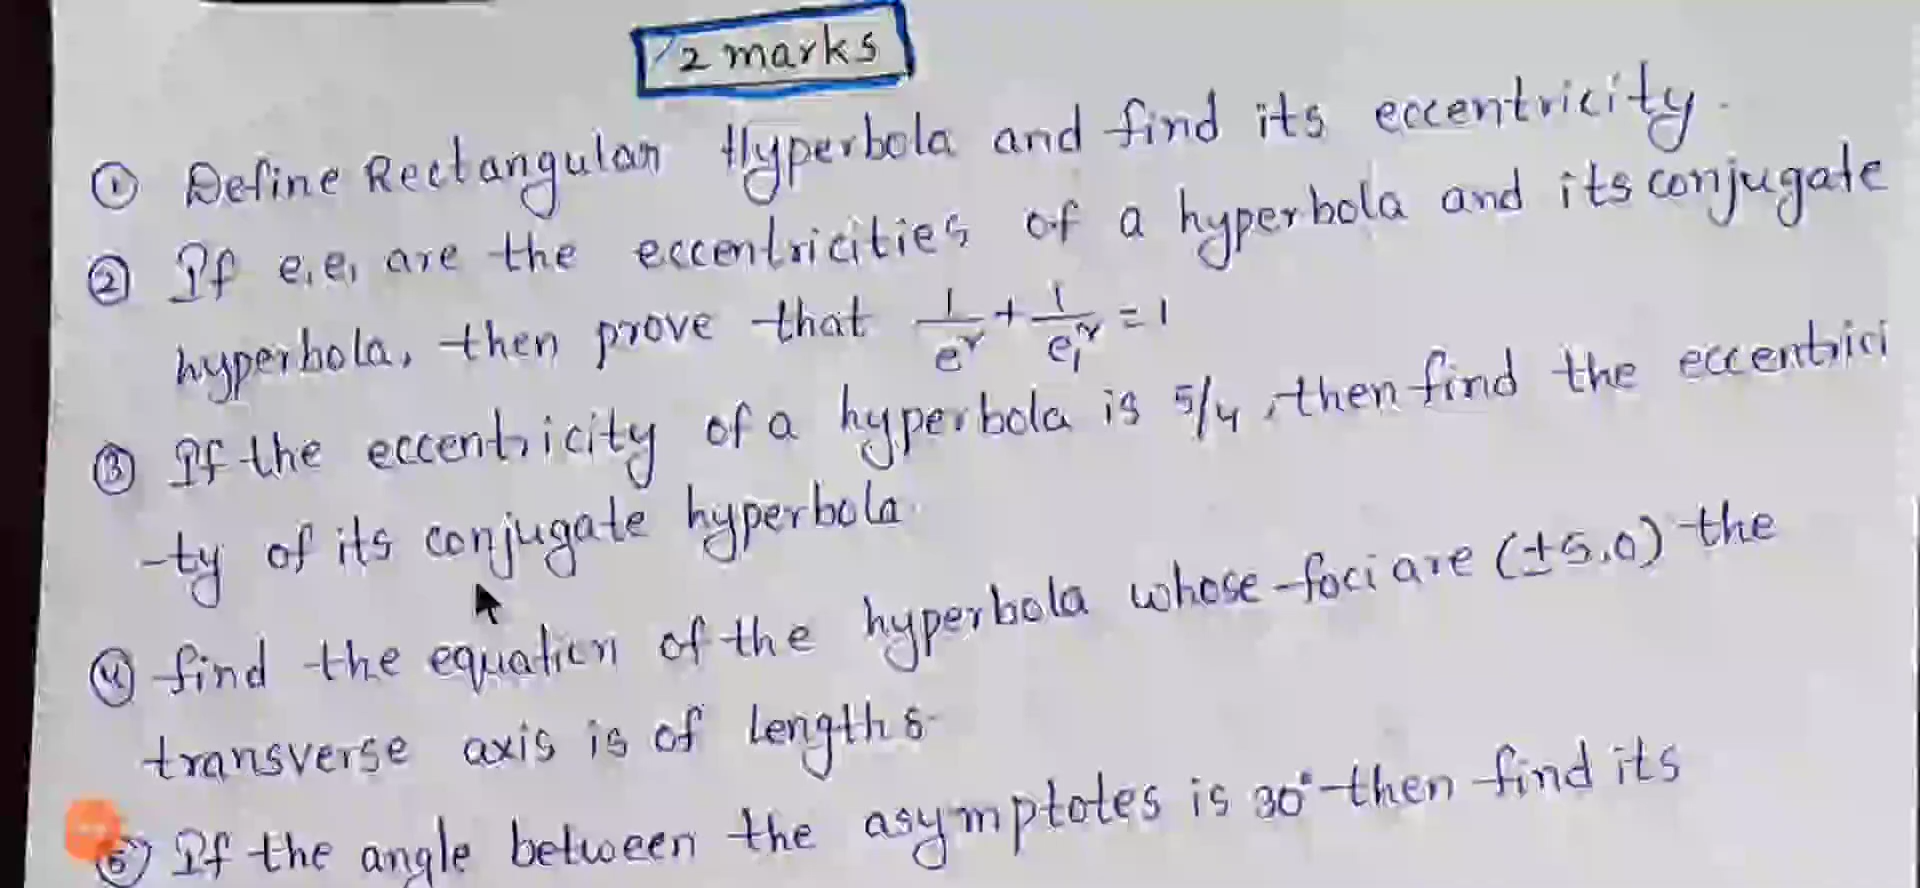 2 marks
① Define Rectangular Hyperbola and find its eccentricity.
② If e, e₁ are the eccentricities of a hyperbola and its conjugate
hyperbola, then prove that 1/e² + 1/e₁² = 1
③ If the eccentricity of a hyperbola is 5/4, then find the eccentrici
-ty of its conjugate hyperbola.
④ find the equation of the hyperbola whose foci are (±5,0) the
transverse axis is of length 8
⑤ If the angle between the asymptotes is 30° then find its